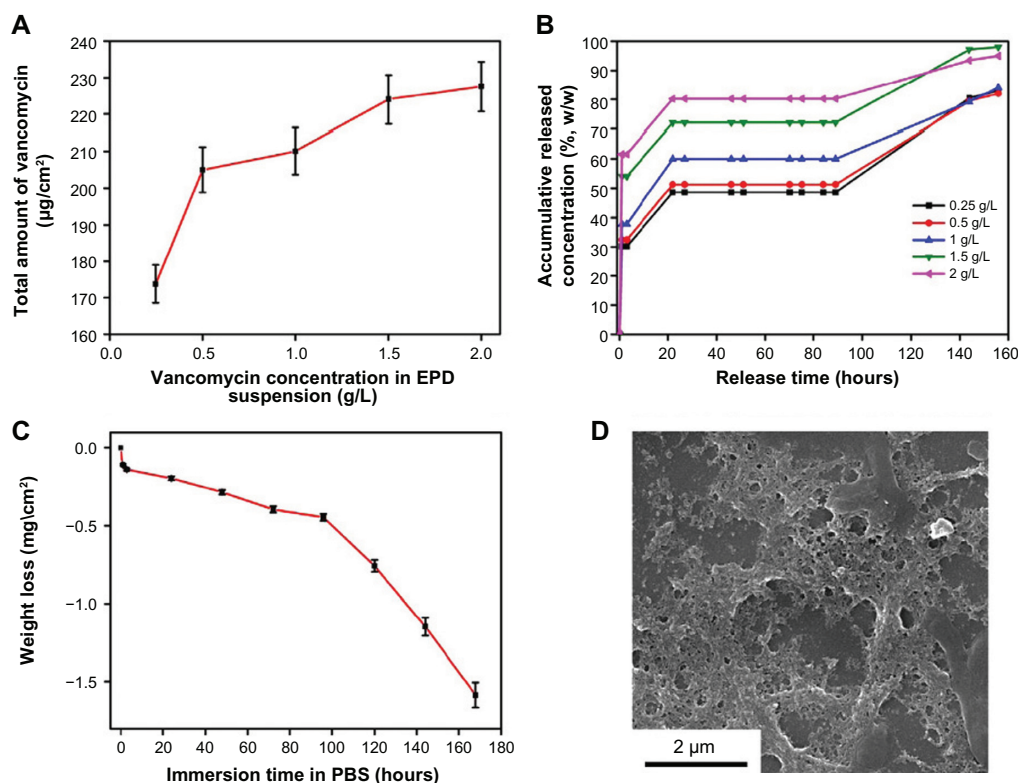 A
Total amount of vancomycin
(µg/cm²)
240
230
220
210
200
190
180
170
160
0.0
0.5
1.0
1.5
2.0
Vancomycin concentration in EPD
suspension (g/L)
B
Accumulative released
concentration (%, w/w)
100
90
80
70
60
50
40
30
20
10
0
0.25 g/L
0.5 g/L
1 g/L
1.5 g/L
2 g/L
0
20
40
60
80
100
120
140
160
Release time (hours)
C
Weight loss (mg\cm²)
0.0
−0.5
−1.0
−1.5
0
20
40
60
80
100
120
140
160
180
Immersion time in PBS (hours)
D
2 µm